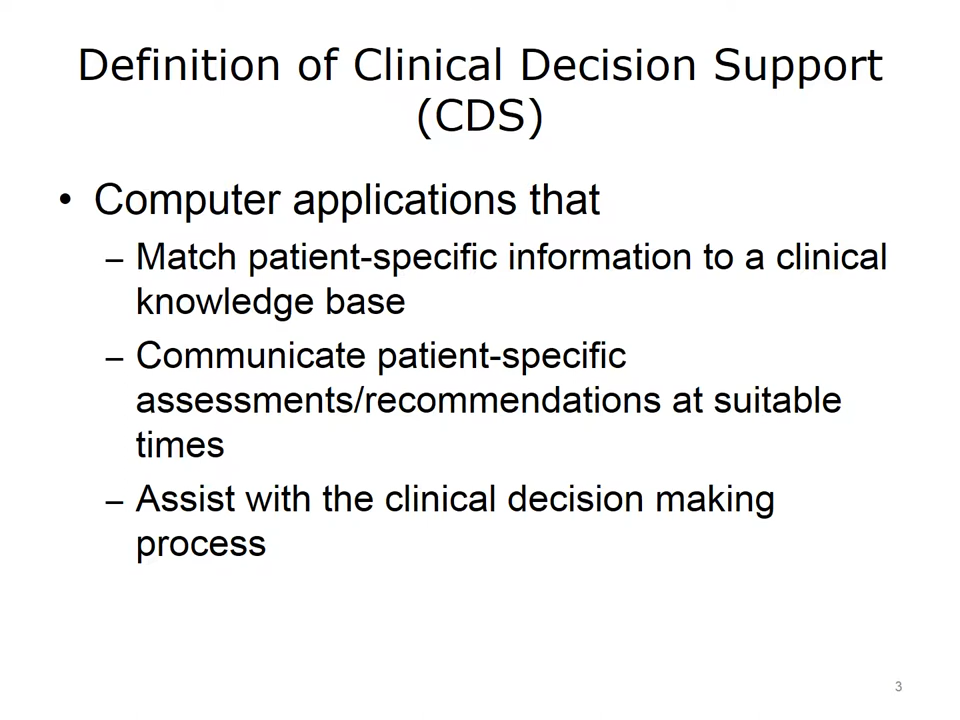 Definition of Clinical Decision Support
(CDS)
• Computer applications that
– Match patient-specific information to a clinical
knowledge base
– Communicate patient-specific
assessments/recommendations at suitable
times
– Assist with the clinical decision making
process
3